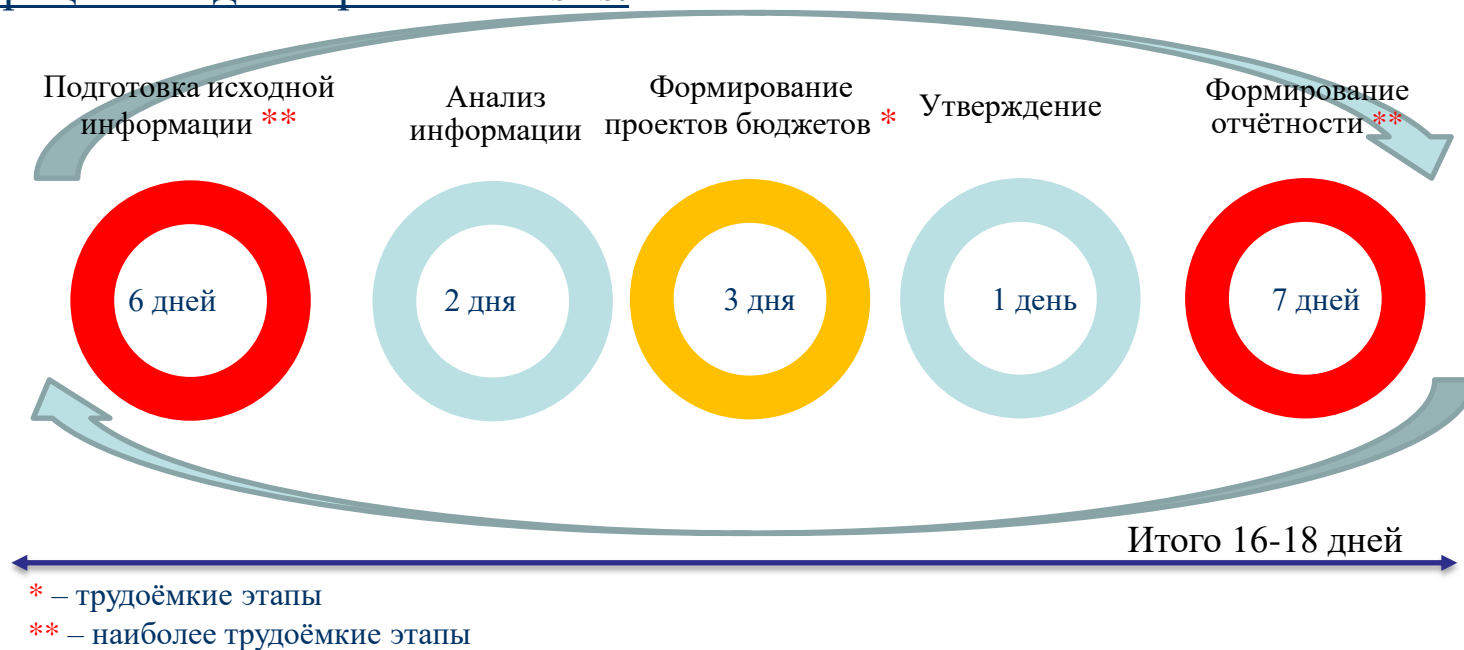 Подготовка исходной
информации **
Анализ
информации
Формирование
проектов бюджетов *
Утверждение
Формирование
отчётности **
6 дней
2 дня
3 дня
1 день
7 дней
Итого 16-18 дней
* – трудоёмкие этапы
** – наиболее трудоёмкие этапы